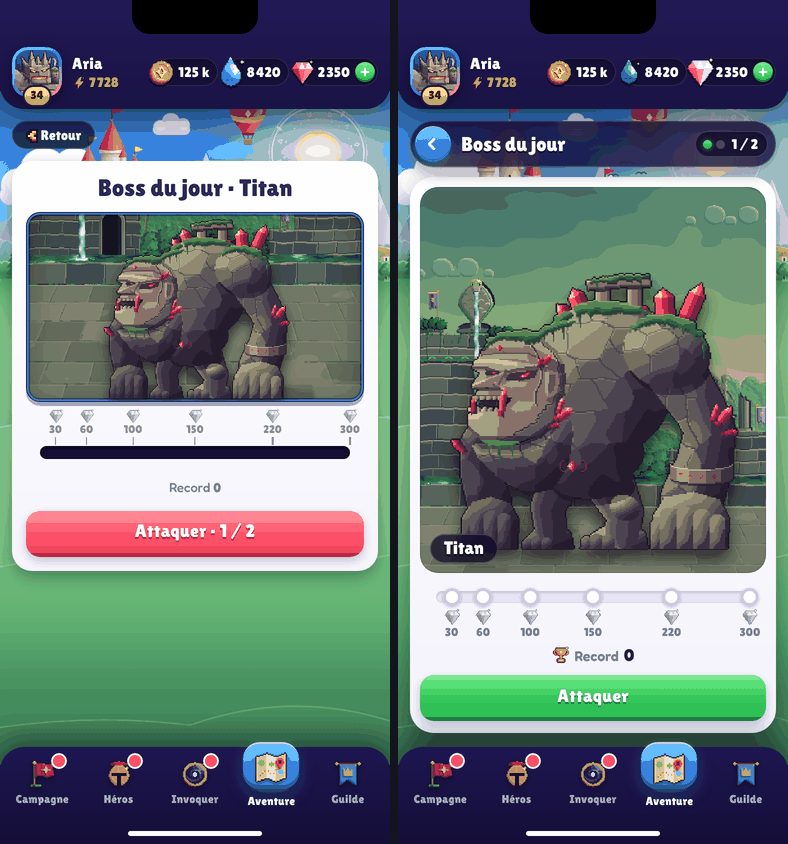 Aria
7728
125 k
8420
2350
34
Retour
Boss du jour · Titan
30 60 100 150 220 300
Record 0
Attaquer · 1 / 2
Campagne Héros Invoquer Aventure Guilde
Aria
7728
125 k
8420
2350
34
Boss du jour
1 / 2
Titan
30 60 100 150 220 300
Record 0
Attaquer
Campagne Héros Invoquer Aventure Guilde